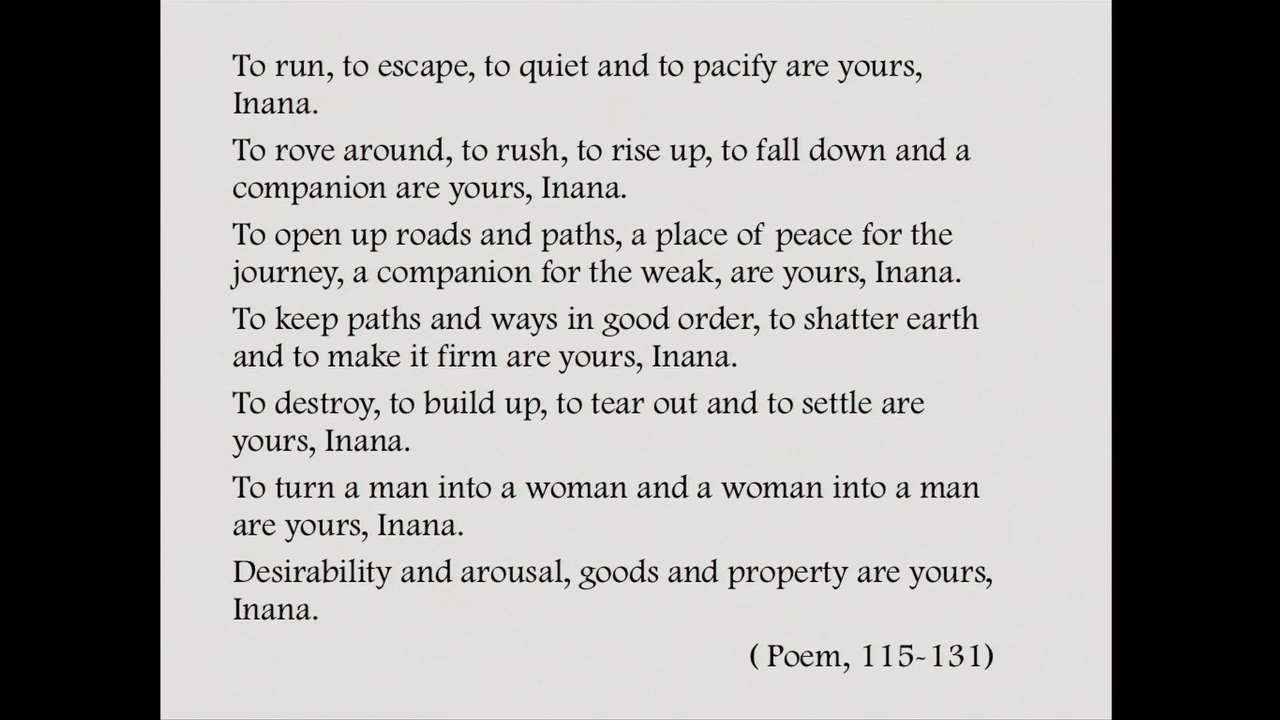 To run, to escape, to quiet and to pacify are yours,
Inana.
To rove around, to rush, to rise up, to fall down and a
companion are yours, Inana.
To open up roads and paths, a place of peace for the
journey, a companion for the weak, are yours, Inana.
To keep paths and ways in good order, to shatter earth
and to make it firm are yours, Inana.
To destroy, to build up, to tear out and to settle are
yours, Inana.
To turn a man into a woman and a woman into a man
are yours, Inana.
Desirability and arousal, goods and property are yours,
Inana.
( Poem, 115-131)